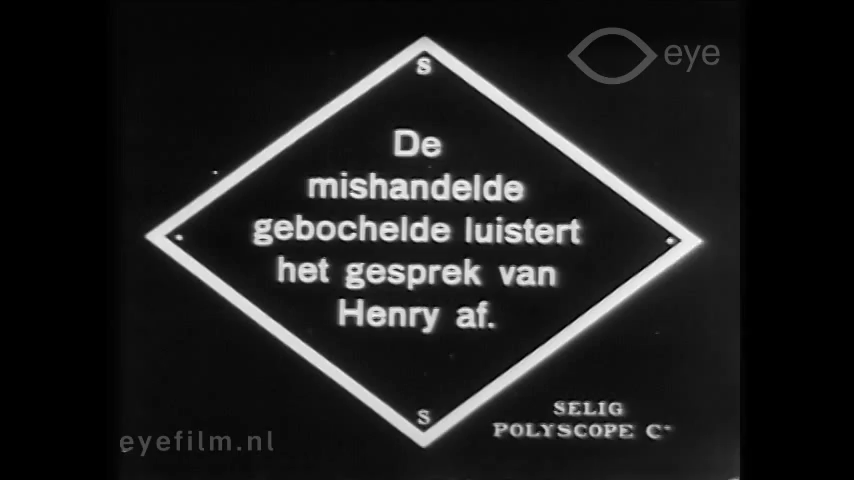 eye
S
De
mishandelde
gebochelde luistert
het gesprek van
Henry af.
S
SELIG
POLYSCOPE Cº
eyefilm.nl